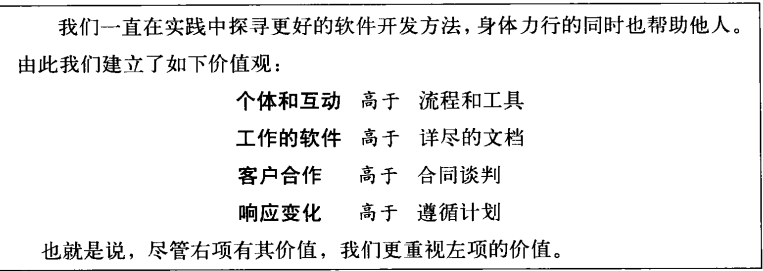 我们一直在实践中探寻更好的软件开发方法，身体力行的同时也帮助他人。
由此我们建立了如下价值观：
个体和互动 高于 流程和工具
工作的软件 高于 详尽的文档
客户合作 高于 合同谈判
响应变化 高于 遵循计划
也就是说，尽管右项有其价值，我们更重视左项的价值。